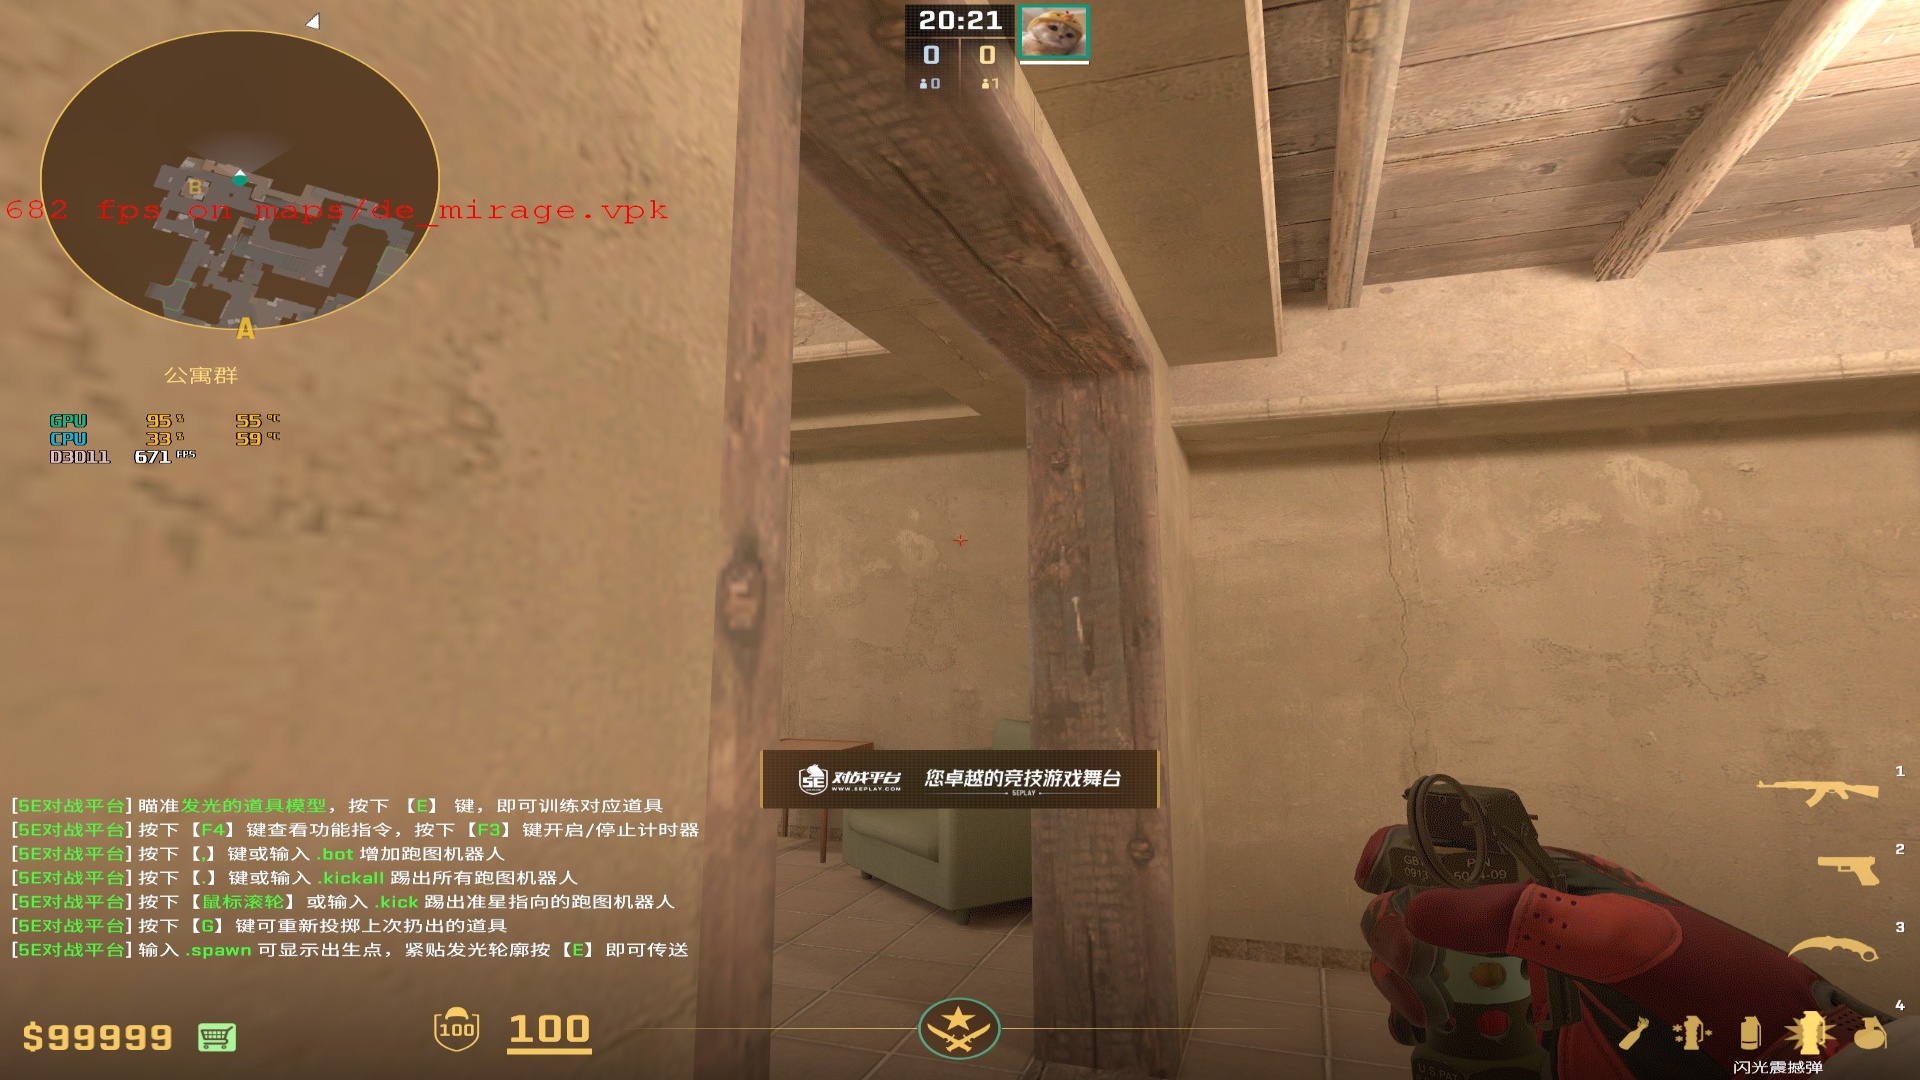 20:21
0 0
0 1
B
682 fps on maps/de_mirage.vpk
A
公寓群
GPU 95 % 55 °C
CPU 33 % 59 °C
D3D11 671 FPS
对战平台 您卓越的竞技游戏舞台
WWW.5EPLAY.COM 5EPLAY
[5E对战平台] 瞄准发光的道具模型，按下 【E】 键，即可训练对应道具
[5E对战平台] 按下【F4】键查看功能指令，按下【F3】键开启/停止计时器
[5E对战平台] 按下【,】 键或输入 .bot 增加跑图机器人
[5E对战平台] 按下【.】 键或输入 .kickall 踢出所有跑图机器人
[5E对战平台] 按下【鼠标滚轮】 或输入 .kick 踢出准星指向的跑图机器人
[5E对战平台] 按下【G】 键可重新投掷上次扔出的道具
[5E对战平台] 输入 .spawn 可显示出生点，紧贴发光轮廓按【E】 即可传送
1
2
3
4
$99999
100
100
闪光震撼弹